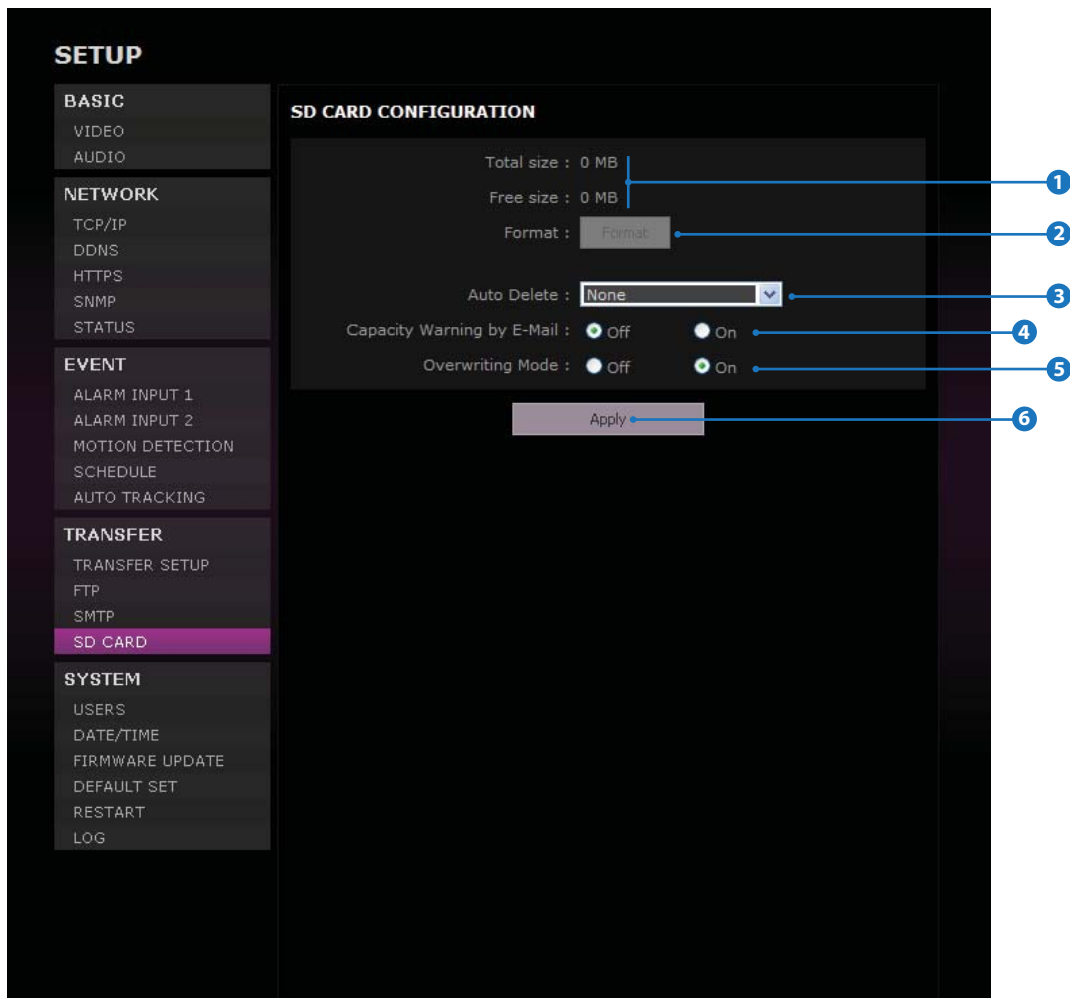 SETUP
BASIC
VIDEO
AUDIO
NETWORK
TCP/IP
DDNS
HTTPS
SNMP
STATUS
EVENT
ALARM INPUT 1
ALARM INPUT 2
MOTION DETECTION
SCHEDULE
AUTO TRACKING
TRANSFER
TRANSFER SETUP
FTP
SMTP
SD CARD
SYSTEM
USERS
DATE/TIME
FIRMWARE UPDATE
DEFAULT SET
RESTART
LOG
SD CARD CONFIGURATION
Total size : 0 MB
1
Free size : 0 MB
Format : Format 2
Auto Delete : None 3
Capacity Warning by E-Mail : Off On 4
Overwriting Mode : Off On 5
Apply 6